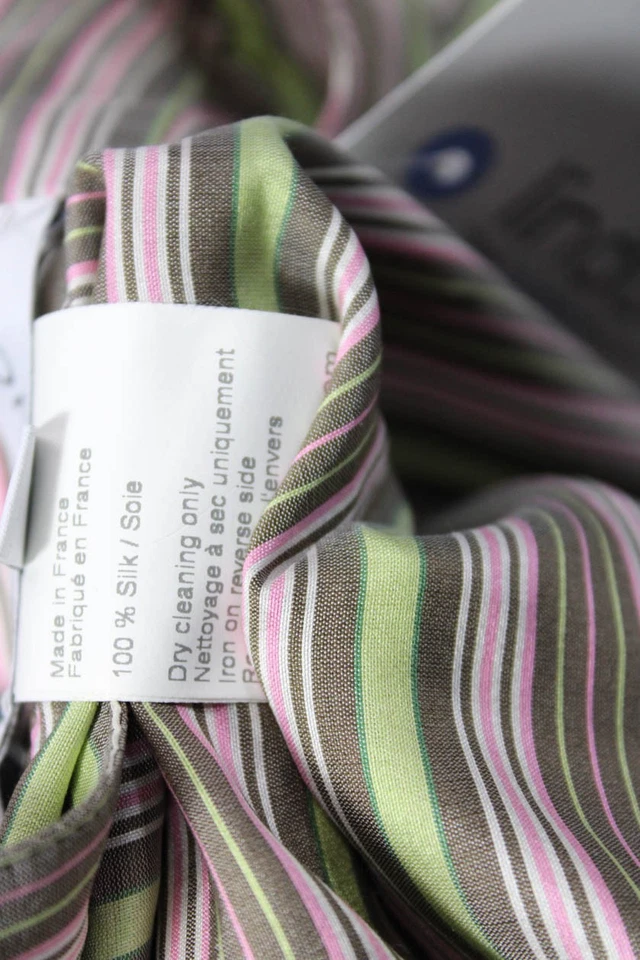 Made in France
Fabriqué en France
100 % Silk / Soie
Dry cleaning only
Nettoyage à sec uniquement
Iron on reverse side
l'envers